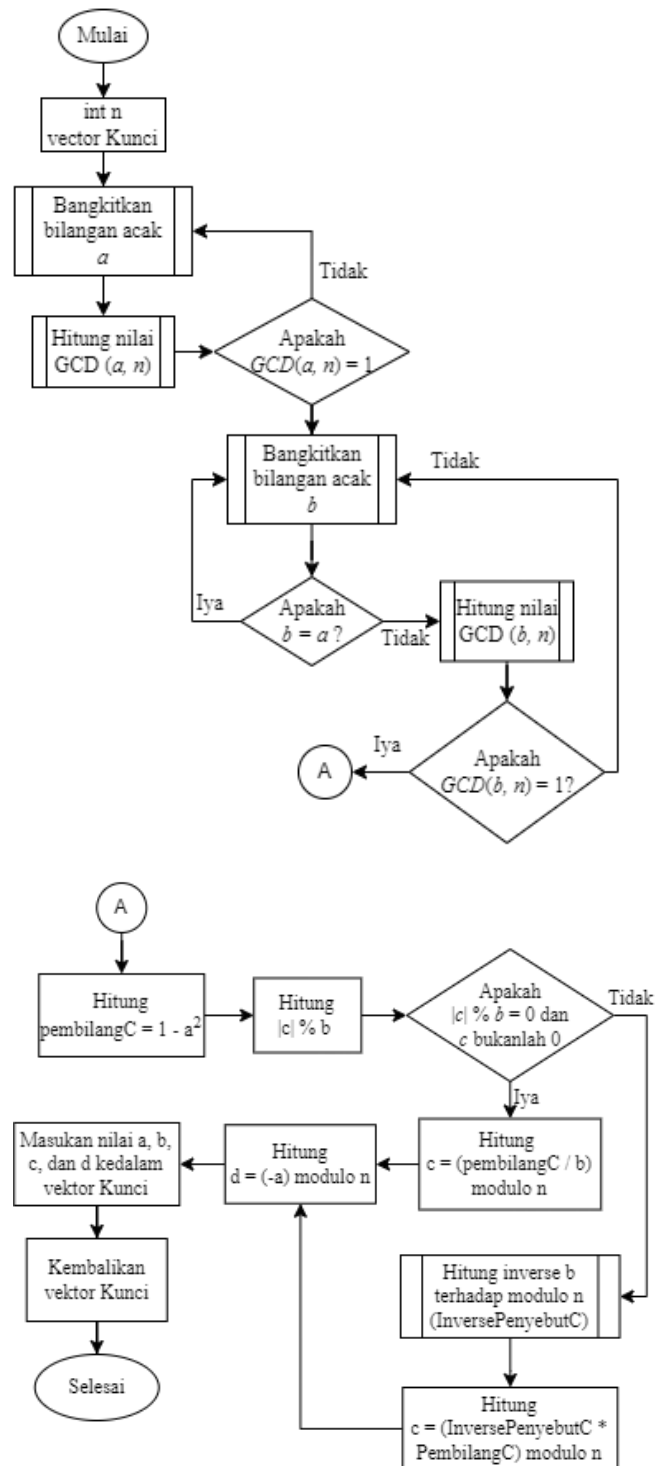 Mulai
int n
vector Kunci
Bangkitkan
bilangan acak
a
Tidak
Hitung nilai
GCD (a, n)
Apakah
GCD(a, n) = 1
Bangkitkan
bilangan acak
b
Tidak
Iya
Apakah
b = a ?
Tidak
Hitung nilai
GCD (b, n)
Iya
A
Apakah
GCD(b, n) = 1?
A
Hitung
pembilangC = 1 - a²
Hitung
|c| % b
Apakah
|c| % b = 0 dan
c bukanlah 0
Tidak
Iya
Masukan nilai a, b,
c, dan d kedalam
vektor Kunci
Hitung
d = (-a) modulo n
Hitung
c = (pembilangC / b)
modulo n
Kembalikan
vektor Kunci
Hitung inverse b
terhadap modulo n
(InversePenyebutC)
Selesai
Hitung
c = (InversePenyebutC *
PembilangC) modulo n